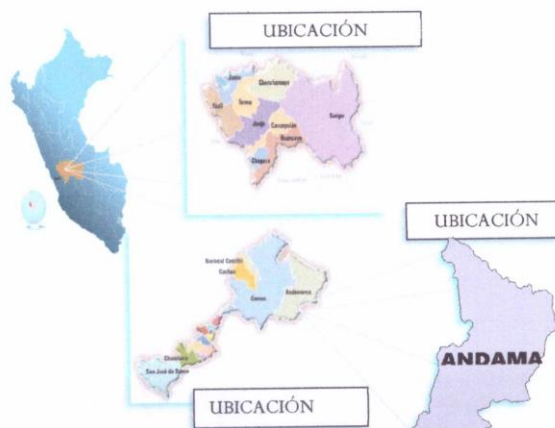 UBICACIÓN
Junín
Chanchamayo
Yauli
Tarma
Jauja
Concepción
Satipo
Huancayo
Chupaca
UBICACIÓN
Mariscal Castilla
Cochas
Comas
Andamarca
ANDAMA
Chambara
San José de Quero
UBICACIÓN